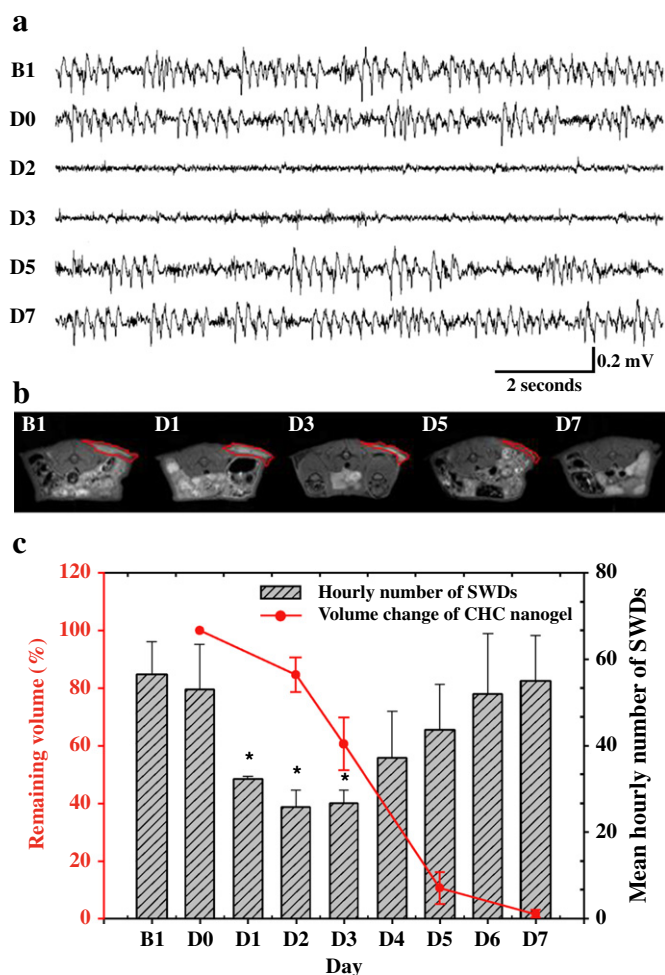 a
B1
D0
D2
D3
D5
D7
0.2 mV
2 seconds
b
B1 D1 D3 D5 D7
c
Remaining volume (%)
120
100
80
60
40
20
0
Hourly number of SWDs
Volume change of CHC nanogel
* * *
80
60
40
20
0
Mean hourly number of SWDs
B1 D0 D1 D2 D3 D4 D5 D6 D7
Day